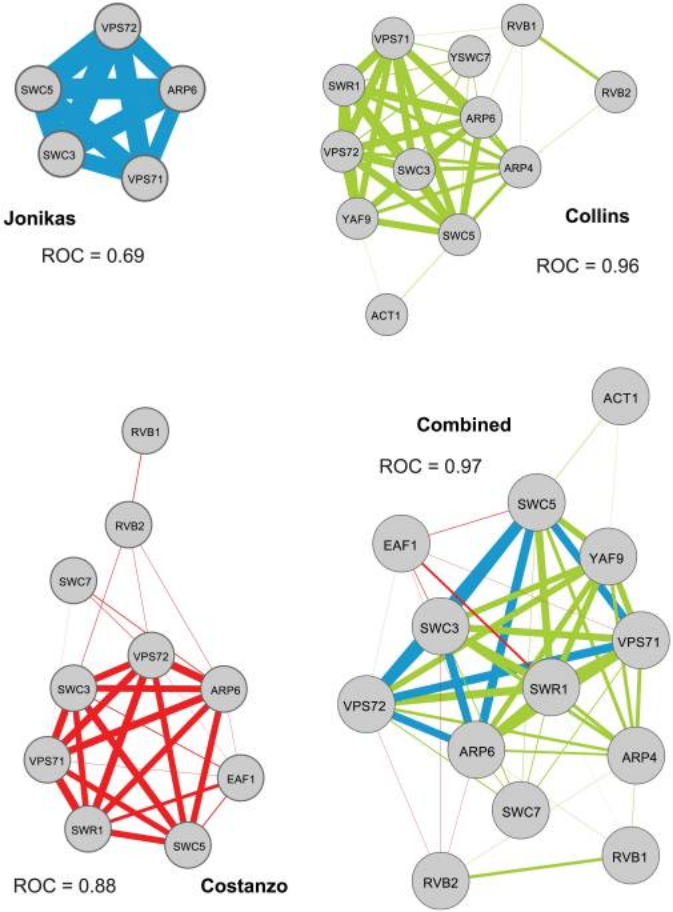 VPS72
SWC5
ARP6
SWC3
VPS71
Jonikas
ROC = 0.69
RVB1
VPS71
YSWC7
SWR1
RVB2
ARP6
VPS72
SWC3
ARP4
YAF9
SWC5
Collins
ROC = 0.96
ACT1
RVB1
RVB2
SWC7
VPS72
SWC3
ARP6
VPS71
EAF1
SWR1
SWC5
ROC = 0.88
Costanzo
ACT1
Combined
ROC = 0.97
SWC5
EAF1
YAF9
SWC3
VPS71
SWR1
VPS72
ARP6
ARP4
SWC7
RVB1
RVB2